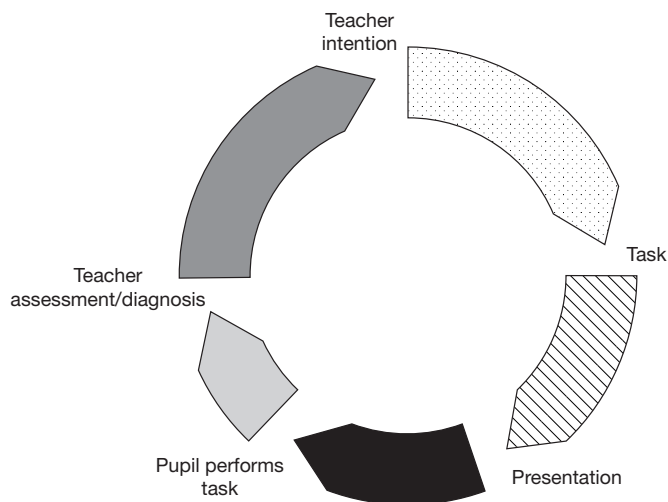 Teacher
intention
Task
Presentation
Pupil performs
task
Teacher
assessment/diagnosis